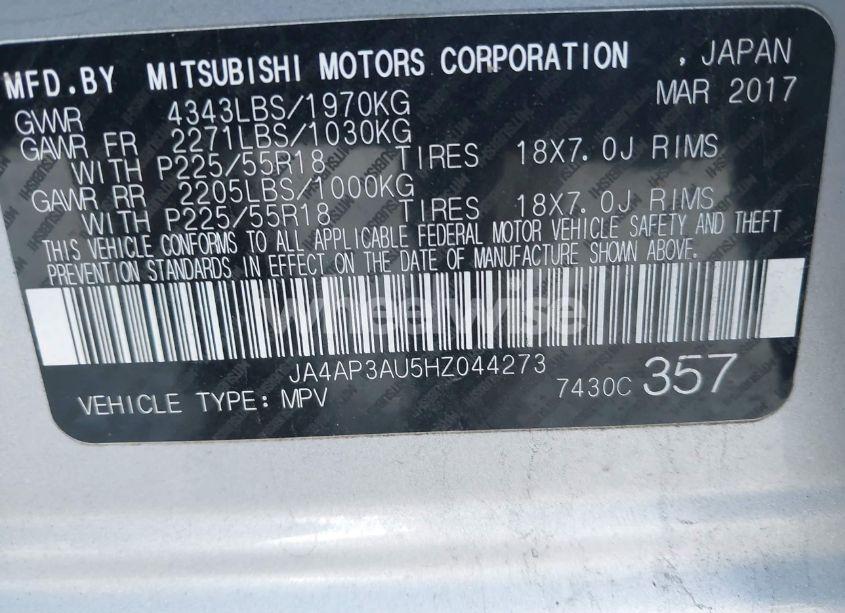 MFD.BY MITSUBISHI MOTORS CORPORATION , JAPAN
MAR 2017
GVWR 4343LBS/1970KG
GAWR FR 2271LBS/1030KG
WITH P225/55R18 TIRES 18X7.0J RIMS
GAWR RR 2205LBS/1000KG
WITH P225/55R18 TIRES 18X7.0J RIMS
THIS VEHICLE CONFORMS TO ALL APPLICABLE FEDERAL MOTOR VEHICLE SAFETY AND THEFT
PREVENTION STANDARDS IN EFFECT ON THE DATE OF MANUFACTURE SHOWN ABOVE.
wheelwise
JA4AP3AU5HZ044273
7430C 357
VEHICLE TYPE: MPV